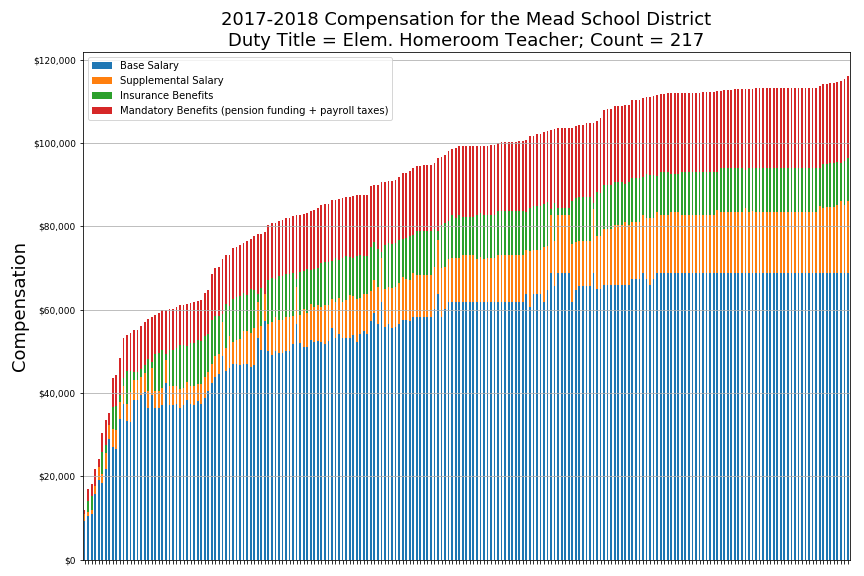 2017-2018 Compensation for the Mead School District
Duty Title = Elem. Homeroom Teacher; Count = 217
Base Salary
Supplemental Salary
Insurance Benefits
Mandatory Benefits (pension funding + payroll taxes)
Compensation
$120,000
$100,000
$80,000
$60,000
$40,000
$20,000
$0